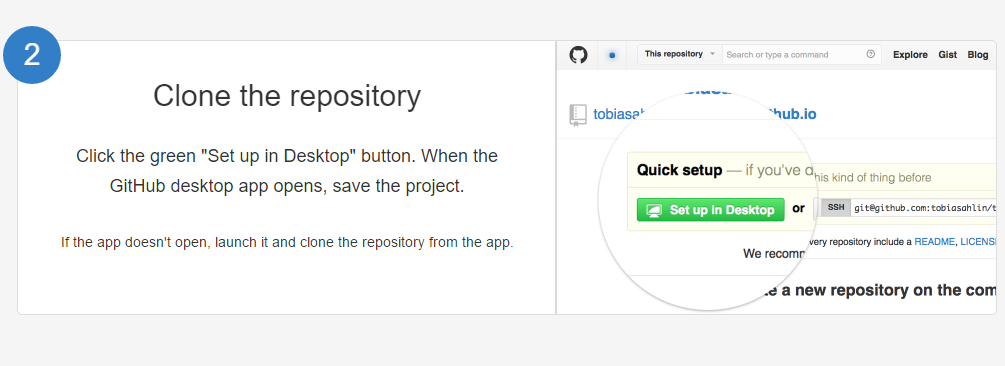 2
Clone the repository
Click the green "Set up in Desktop" button. When the
GitHub desktop app opens, save the project.
If the app doesn't open, launch it and clone the repository from the app.
This repository Search or type a command Explore Gist Blog
tobiasah hub.io
Quick setup — if you've d his kind of thing before
Set up in Desktop or SSH git@github.com:tobiasahlin/t
We recomm very repository include a README, LICENS
e a new repository on the com